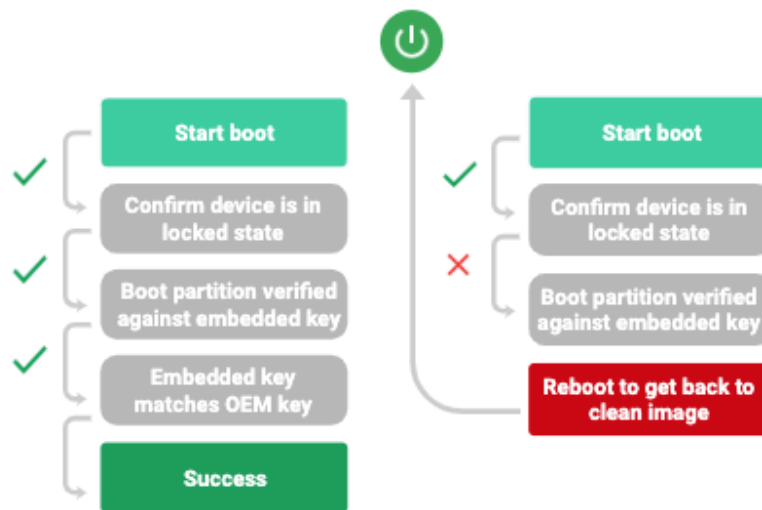 Start boot
Confirm device is in
locked state
Boot partition verified
against embedded key
Embedded key
matches OEM key
Success
Start boot
Confirm device is in
locked state
Boot partition verified
against embedded key
Reboot to get back to
clean image